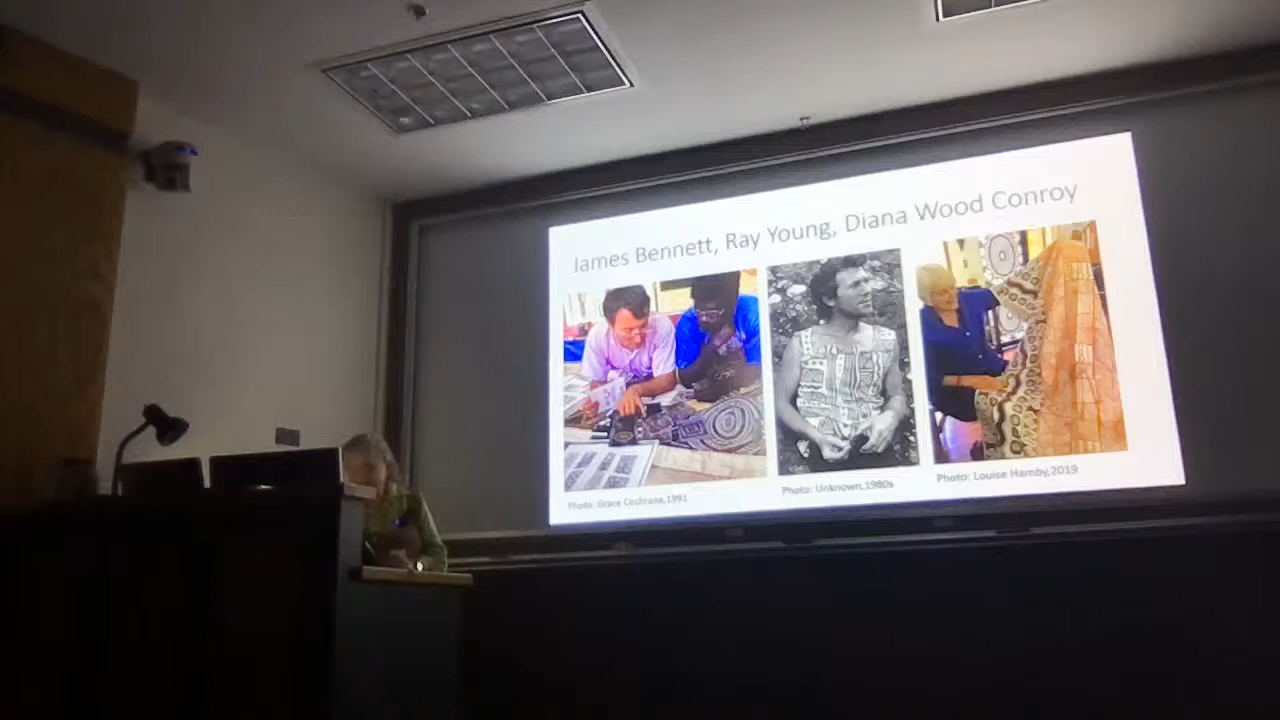 James Bennett, Ray Young, Diana Wood Conroy
Photo: Grace Cochrane,1991
Photo: Unknown,1980s
Photo: Louise Hamby,2019